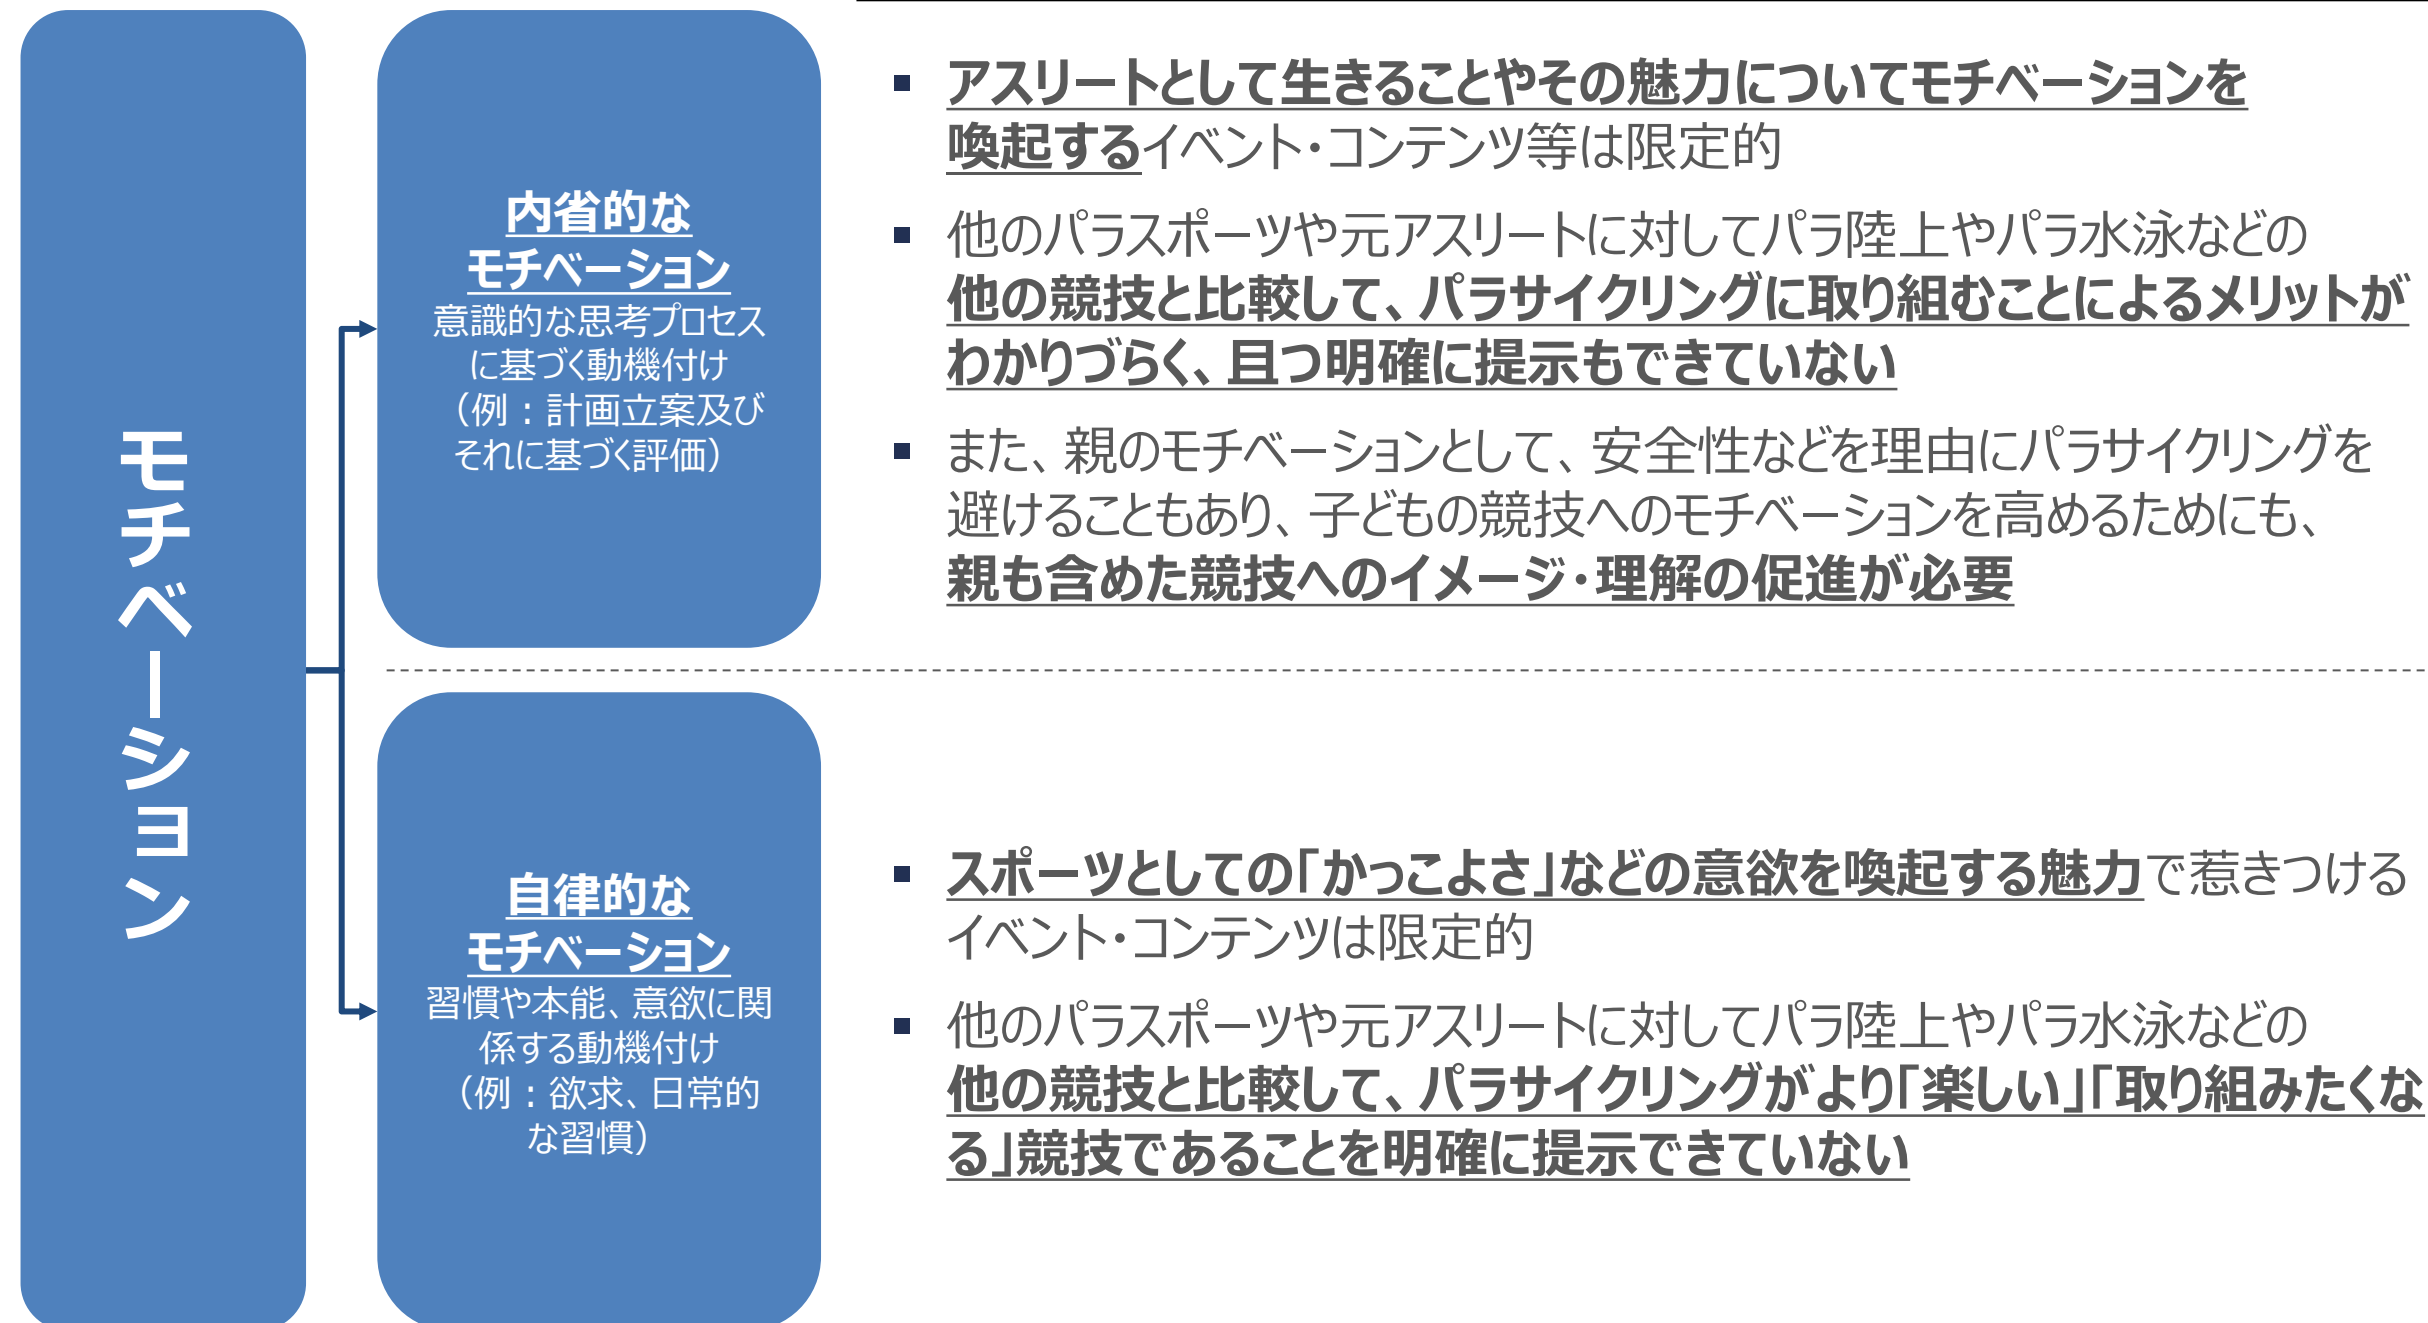 モチベーション
内省的な
モチベーション
意識的な思考プロセス
に基づく動機付け
（例：計画立案及び
それに基づく評価）
▪ アスリートとして生きることやその魅力についてモチベーションを
喚起するイベント・コンテンツ等は限定的
▪ 他のパラスポーツや元アスリートに対してパラ陸上やパラ水泳などの
他の競技と比較して、パラサイクリングに取り組むことによるメリットが
わかりづらく、且つ明確に提示もできていない
▪ また、親のモチベーションとして、安全性などを理由にパラサイクリングを
避けることもあり、子どもの競技へのモチベーションを高めるためにも、
親も含めた競技へのイメージ・理解の促進が必要
自律的な
モチベーション
習慣や本能、意欲に関
係する動機付け
（例：欲求、日常的
な習慣）
▪ スポーツとしての「かっこよさ」などの意欲を喚起する魅力で惹きつける
イベント・コンテンツは限定的
▪ 他のパラスポーツや元アスリートに対してパラ陸上やパラ水泳などの
他の競技と比較して、パラサイクリングがより「楽しい」「取り組みたくな
る」競技であることを明確に提示できていない